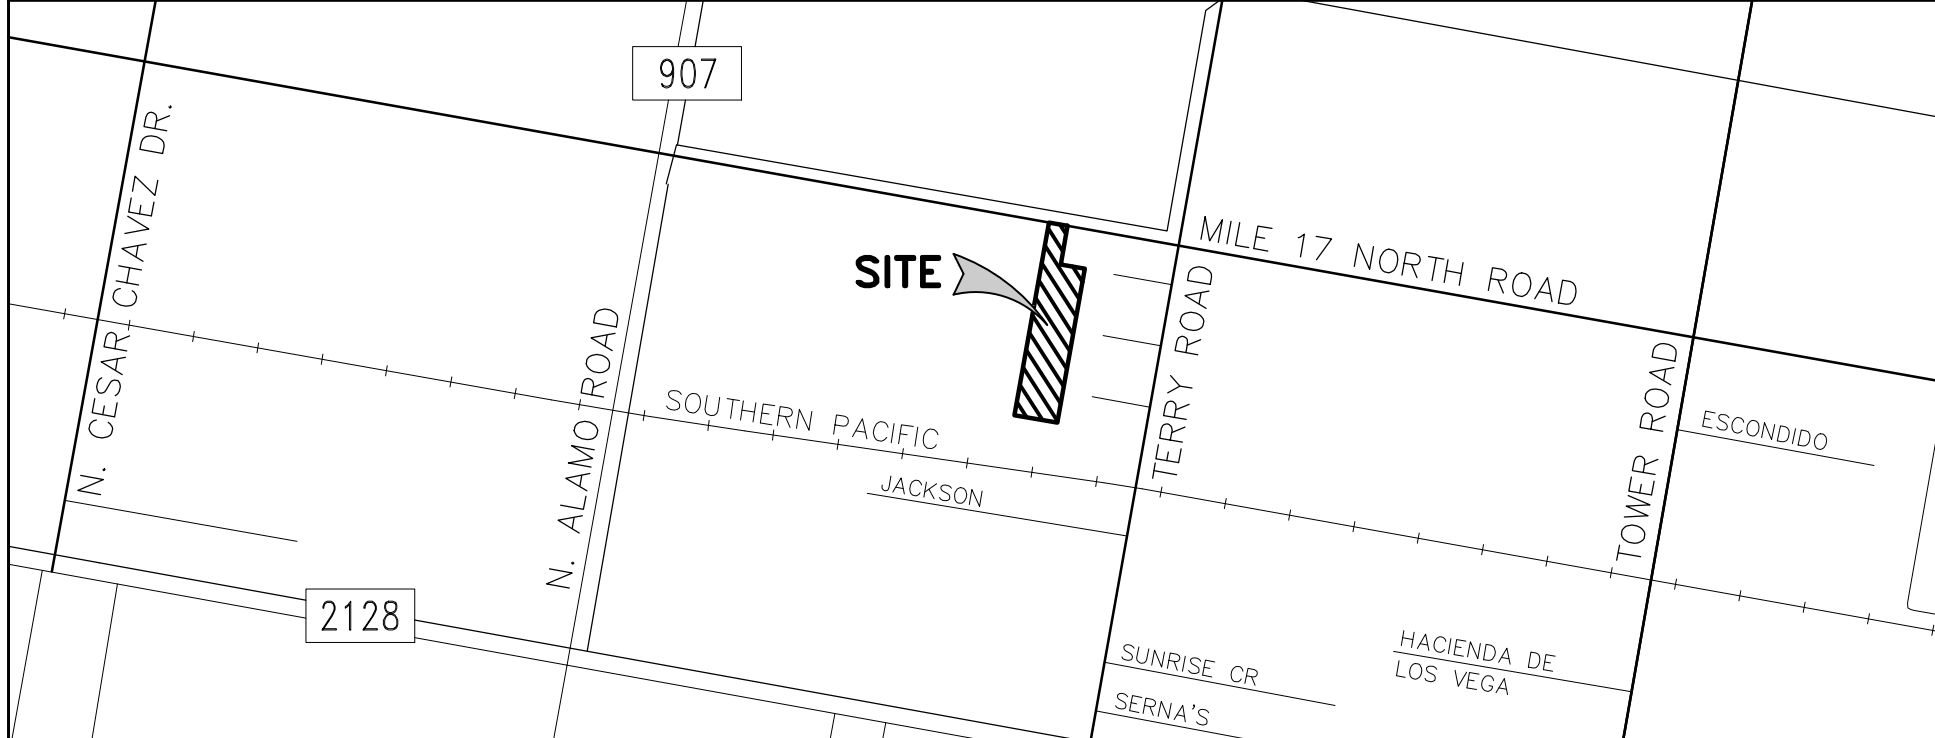 907
N. CESAR CHAVEZ DR.
MILE 17 NORTH ROAD
SITE
N. ALAMO ROAD
TERRY ROAD
TOWER ROAD
SOUTHERN PACIFIC
ESCONDIDO
JACKSON
2128
HACIENDA DE
LOS VEGA
SUNRISE CR
SERNA'S